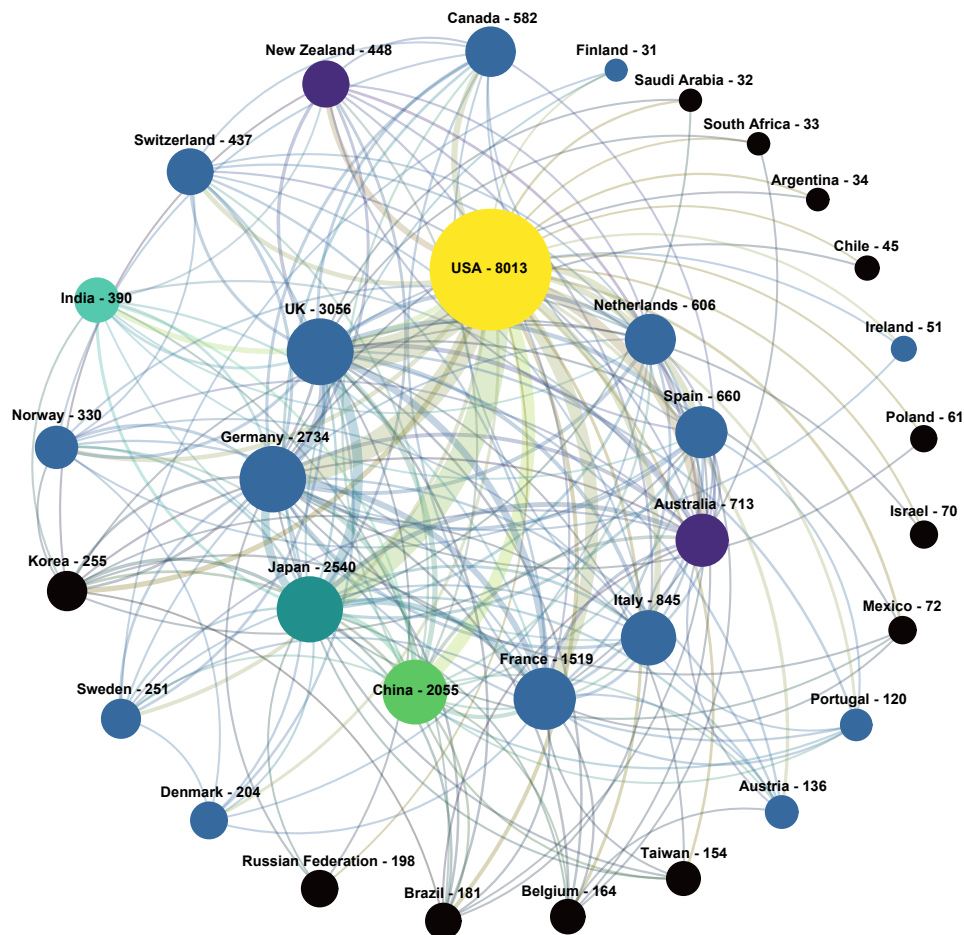 Canada - 582
New Zealand - 448
Finland - 31
Saudi Arabia - 32
South Africa - 33
Switzerland - 437
Argentina - 34
Chile - 45
USA - 8013
India - 390
UK - 3056
Netherlands - 606
Ireland - 51
Spain - 660
Norway - 330
Germany - 2734
Poland - 61
Australia - 713
Israel - 70
Korea - 255
Japan - 2540
Italy - 845
Mexico - 72
France - 1519
Sweden - 251
China - 2055
Portugal - 120
Denmark - 204
Austria - 136
Russian Federation - 198
Taiwan - 154
Brazil - 181
Belgium - 164